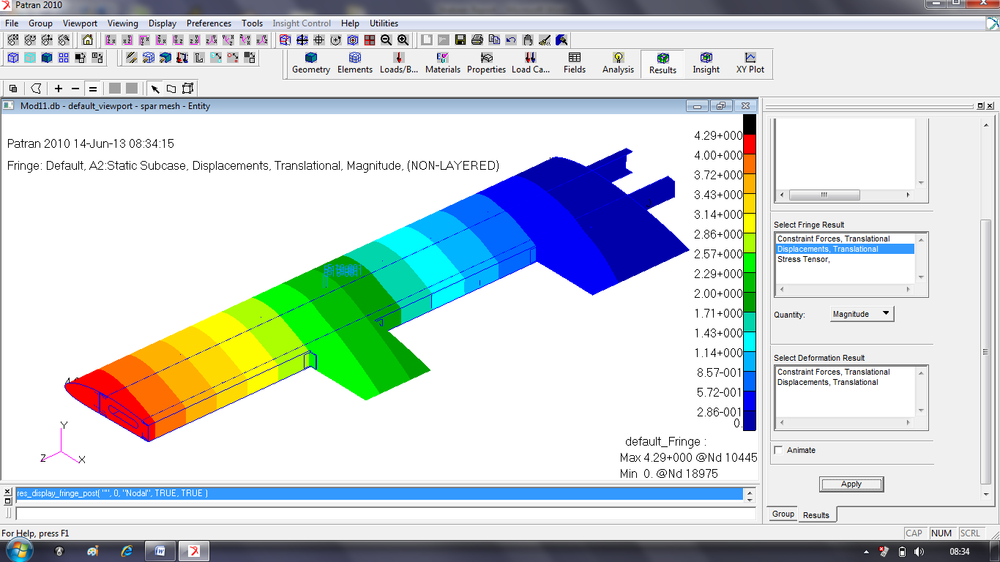 Patran 2010
File Group Viewport Viewing Display Preferences Tools Insight Control Help Utilities
Geometry Elements Loads/B... Materials Properties Load Ca... Fields Analysis Results Insight XY Plot
Mod11.db - default_viewport - spar mesh - Entity
Patran 2010 14-Jun-13 08:34:15
Fringe: Default, A2:Static Subcase, Displacements, Translational, Magnitude, (NON-LAYERED)
4.29+000
4.00+000
3.72+000
3.43+000
3.14+000
2.86+000
2.57+000
2.29+000
2.00+000
1.71+000
1.43+000
1.14+000
8.57-001
5.72-001
2.86-001
0.
default_Fringe :
Max 4.29+000 @Nd 10445
Min 0. @Nd 18975
Y
Z
X
Select Fringe Result
Constraint Forces, Translational
Displacements, Translational
Stress Tensor,
Quantity: Magnitude
Select Deformation Result
Constraint Forces, Translational
Displacements, Translational
Animate
Apply
Group Results
res_display_fringe_post( "", 0, "Nodal", TRUE, TRUE )
For Help, press F1
CAP NUM SCRL
08:34